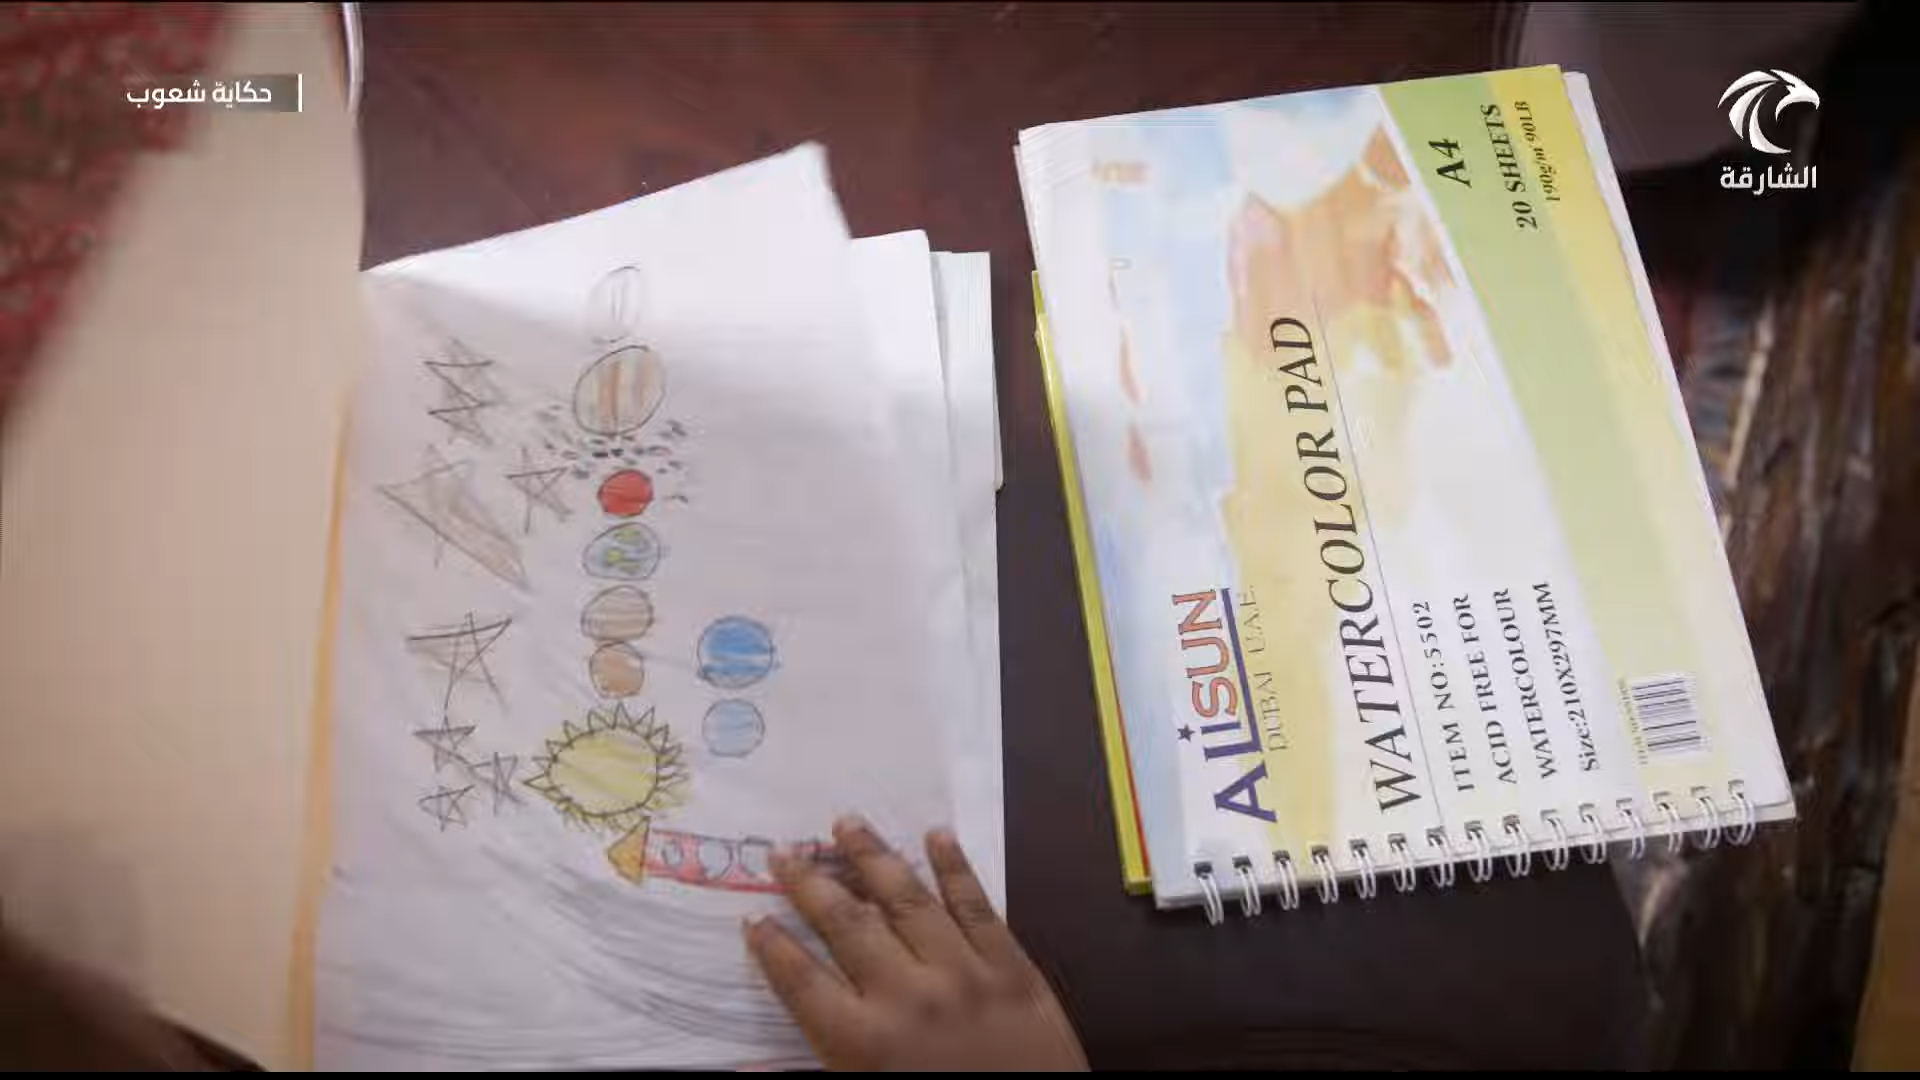 حكاية شعوب
الشارقة
A4
20 SHEETS
190g/m² 90LB
ALISUN
DUBAI U.A.E.
WATERCOLOR PAD
ITEM NO:5502
ACID FREE FOR
WATERCOLOUR
Size:210X297MM